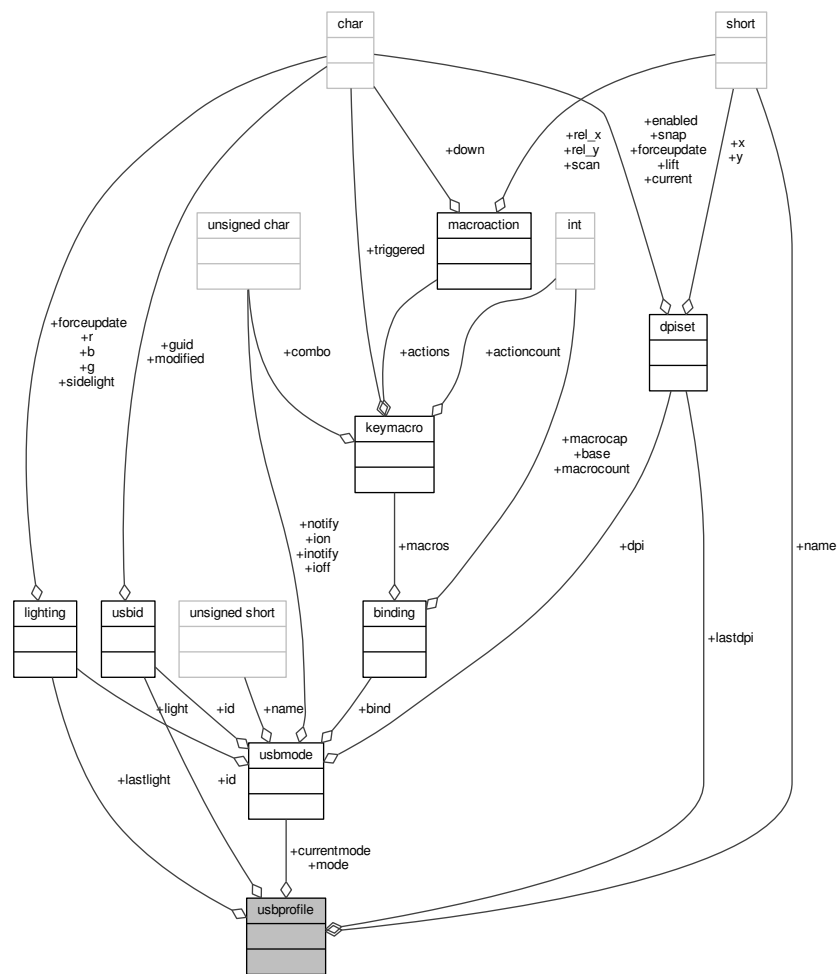 char
short
+enabled
+snap
+forceupdate
+lift
+current
+x
+y
+rel_x
+rel_y
+scan
+down
unsigned char
macroaction
int
+triggered
dpiset
+forceupdate
+r
+b
+g
+sidelight
+guid
+modified
+combo
+actions
+actioncount
keymacro
+macrocap
+base
+macrocount
+notify
+ion
+inotify
+ioff
+macros
+dpi
+name
lighting
usbid
unsigned short
binding
+lastdpi
+light
+id
+name
+bind
usbmode
+lastlight
+id
+currentmode
+mode
usbprofile